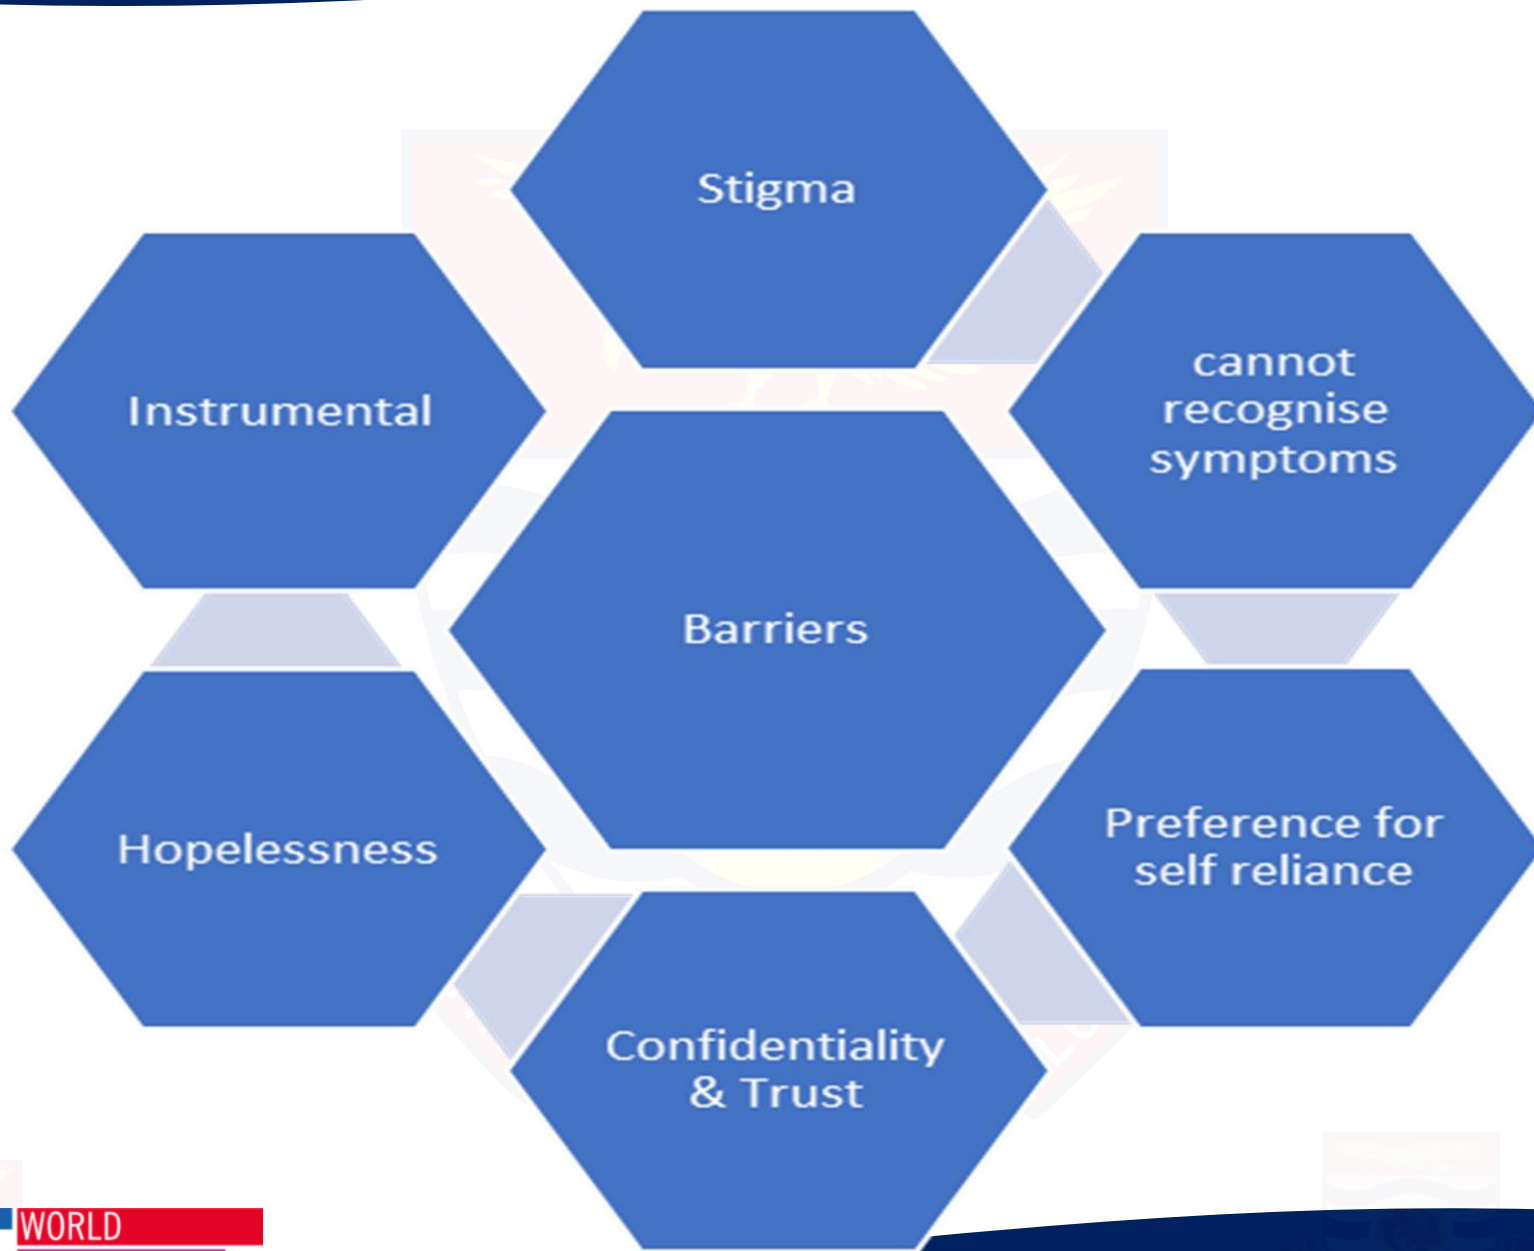 Stigma
Instrumental
cannot
recognise
symptoms
Barriers
Hopelessness
Preference for
self reliance
Confidentiality
& Trust
WORLD